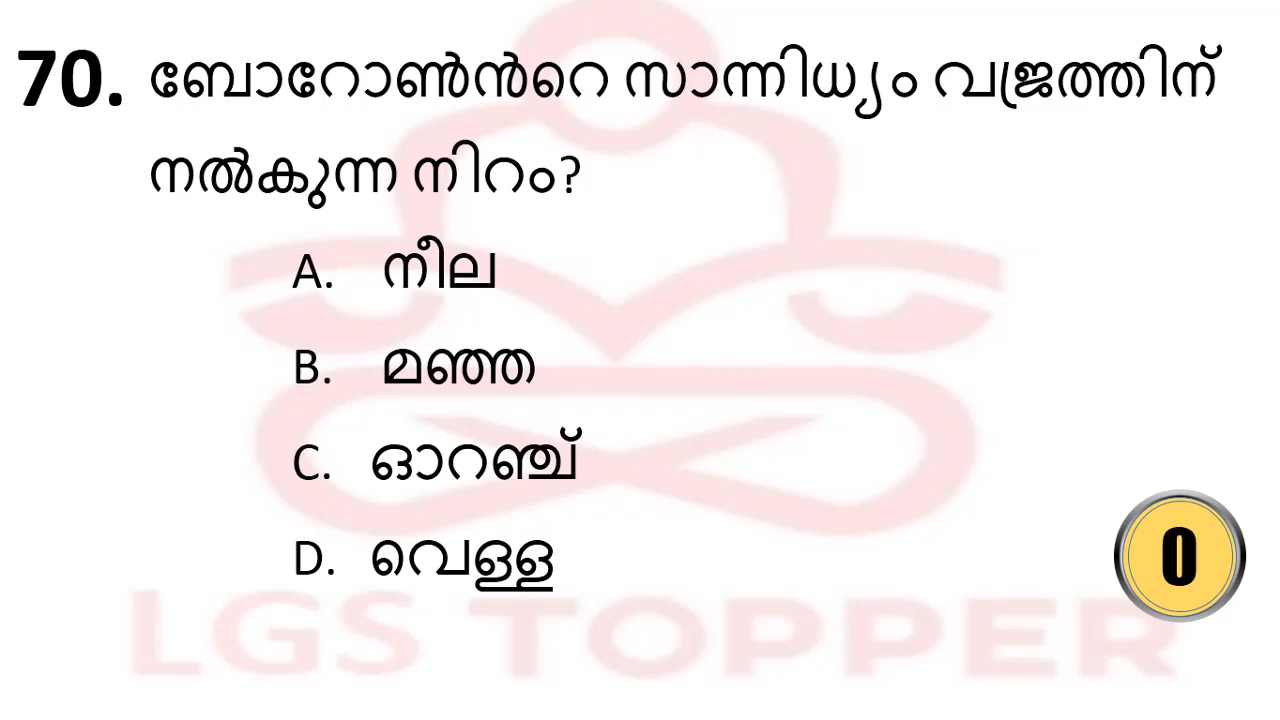 70. ബോറോൺൻറെ സാന്നിധ്യം വജ്രത്തിന്
നൽകുന്ന നിറം?
A. നീല
B. മഞ്ഞ
C. ഓറഞ്ച്
D. വെള്ള
0
LGS TOPPER